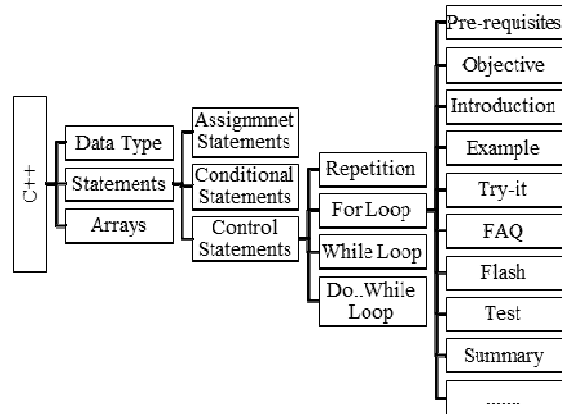 C++
Data Type
Statements
Arrays
Assignmnet
Statements
Conditional
Statements
Control
Statements
Repetition
For Loop
While Loop
Do..While
Loop
Pre-requisites
Objective
Introduction
Example
Try-it
FAQ
Flash
Test
Summary
.......